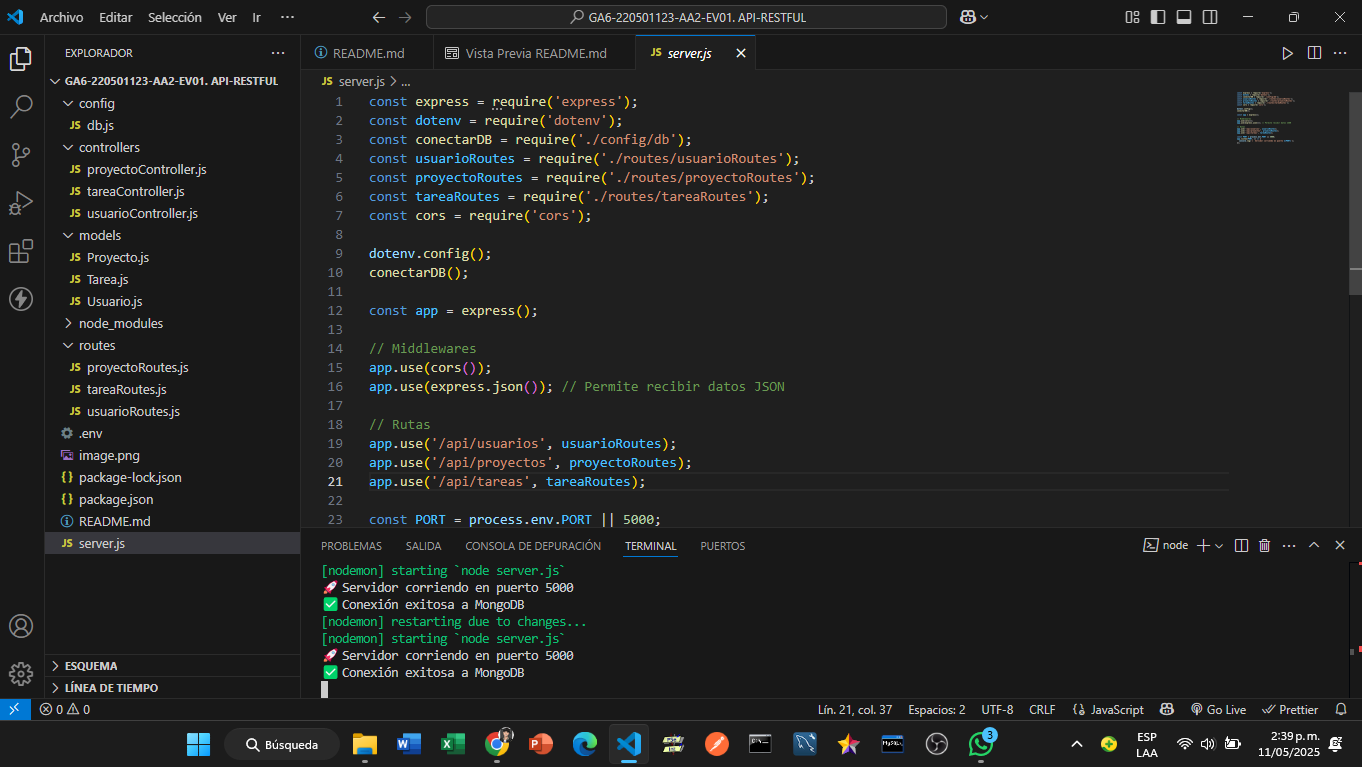 Archivo Editar Selección Ver Ir ··· GA6-220501123-AA2-EV01. API-RESTFUL
EXPLORADOR ···
GA6-220501123-AA2-EV01. API-RESTFUL
config
JS db.js
controllers
JS proyectoController.js
JS tareaController.js
JS usuarioController.js
models
JS Proyecto.js
JS Tarea.js
JS Usuario.js
node_modules
routes
JS proyectoRoutes.js
JS tareaRoutes.js
JS usuarioRoutes.js
.env
image.png
{} package-lock.json
{} package.json
README.md
JS server.js
ESQUEMA
LÍNEA DE TIEMPO
README.md Vista Previa README.md JS server.js
JS server.js > ...
1 const express = require('express');
2 const dotenv = require('dotenv');
3 const conectarDB = require('./config/db');
4 const usuarioRoutes = require('./routes/usuarioRoutes');
5 const proyectoRoutes = require('./routes/proyectoRoutes');
6 const tareaRoutes = require('./routes/tareaRoutes');
7 const cors = require('cors');
8
9 dotenv.config();
10 conectarDB();
11
12 const app = express();
13
14 // Middlewares
15 app.use(cors());
16 app.use(express.json()); // Permite recibir datos JSON
17
18 // Rutas
19 app.use('/api/usuarios', usuarioRoutes);
20 app.use('/api/proyectos', proyectoRoutes);
21 app.use('/api/tareas', tareaRoutes);
22
23 const PORT = process.env.PORT || 5000;
PROBLEMAS SALIDA CONSOLA DE DEPURACIÓN TERMINAL PUERTOS node
[nodemon] starting `node server.js`
🚀 Servidor corriendo en puerto 5000
✅ Conexión exitosa a MongoDB
[nodemon] restarting due to changes...
[nodemon] starting `node server.js`
🚀 Servidor corriendo en puerto 5000
✅ Conexión exitosa a MongoDB
0 0 Lín. 21, col. 37 Espacios: 2 UTF-8 CRLF {} JavaScript Go Live Prettier
Búsqueda
3
ESP
LAA
2:39 p. m.
11/05/2025